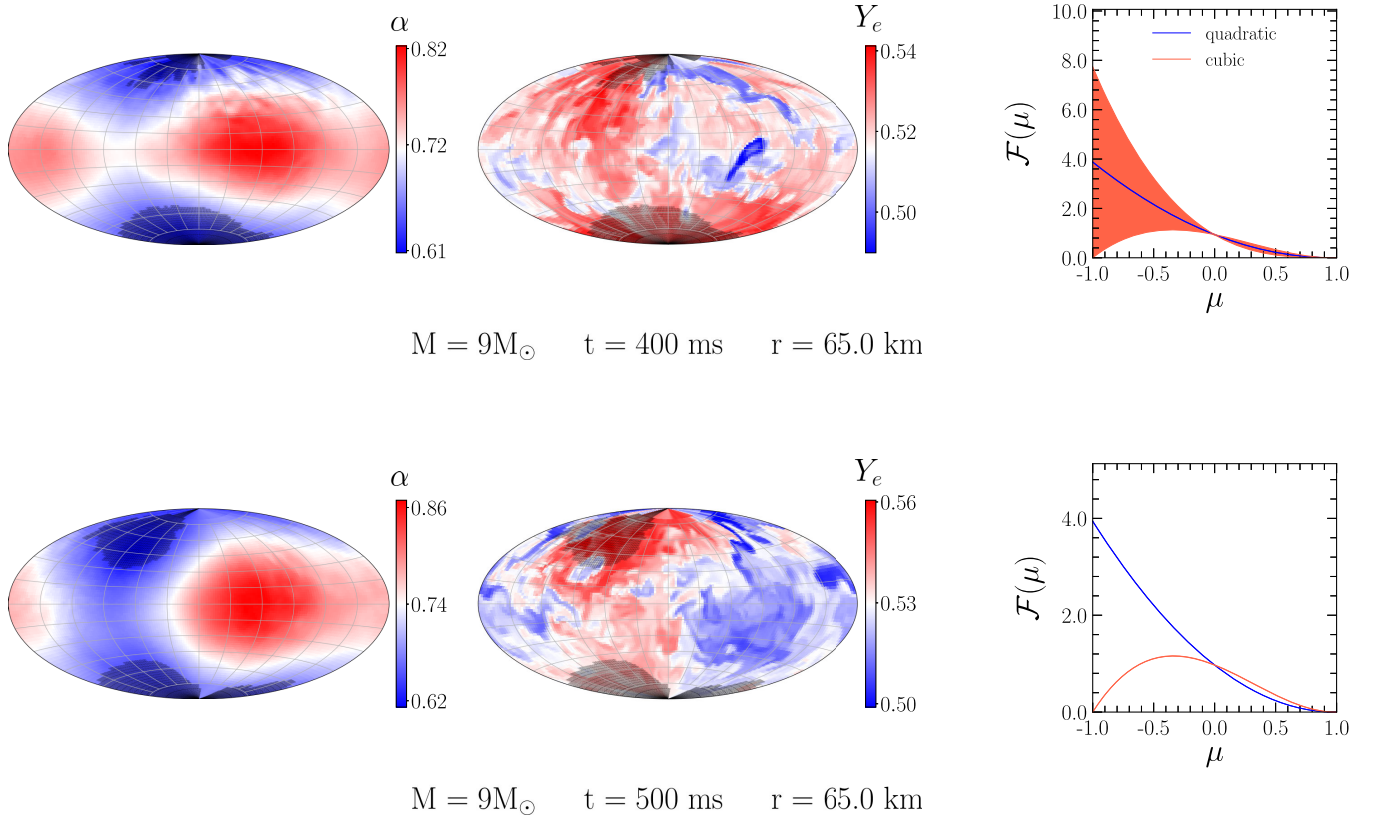 α
0.82
0.72
0.61
Y_e
0.54
0.52
0.50
10.0
8.0
6.0
4.0
2.0
0.0
F(μ)
quadratic
cubic
-1.0 -0.5 0.0 0.5 1.0
μ
M = 9M⊙ t = 400 ms r = 65.0 km
α
0.86
0.74
0.62
Y_e
0.56
0.53
0.50
4.0
2.0
0.0
F(μ)
-1.0 -0.5 0.0 0.5 1.0
μ
M = 9M⊙ t = 500 ms r = 65.0 km